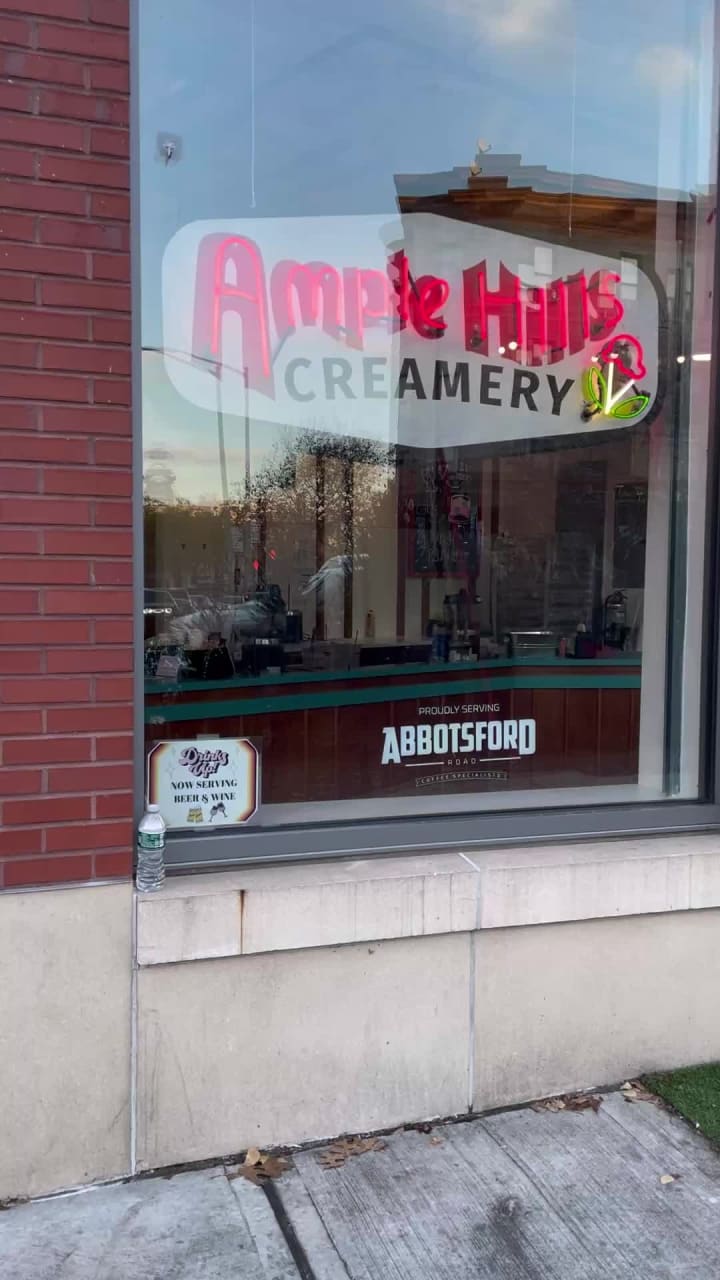 Ample Hills
CREAMERY
PROUDLY SERVING
ABBOTSFORD
ROAD
COFFEE SPECIALISTS
Drinks
Up!
NOW SERVING
BEER & WINE